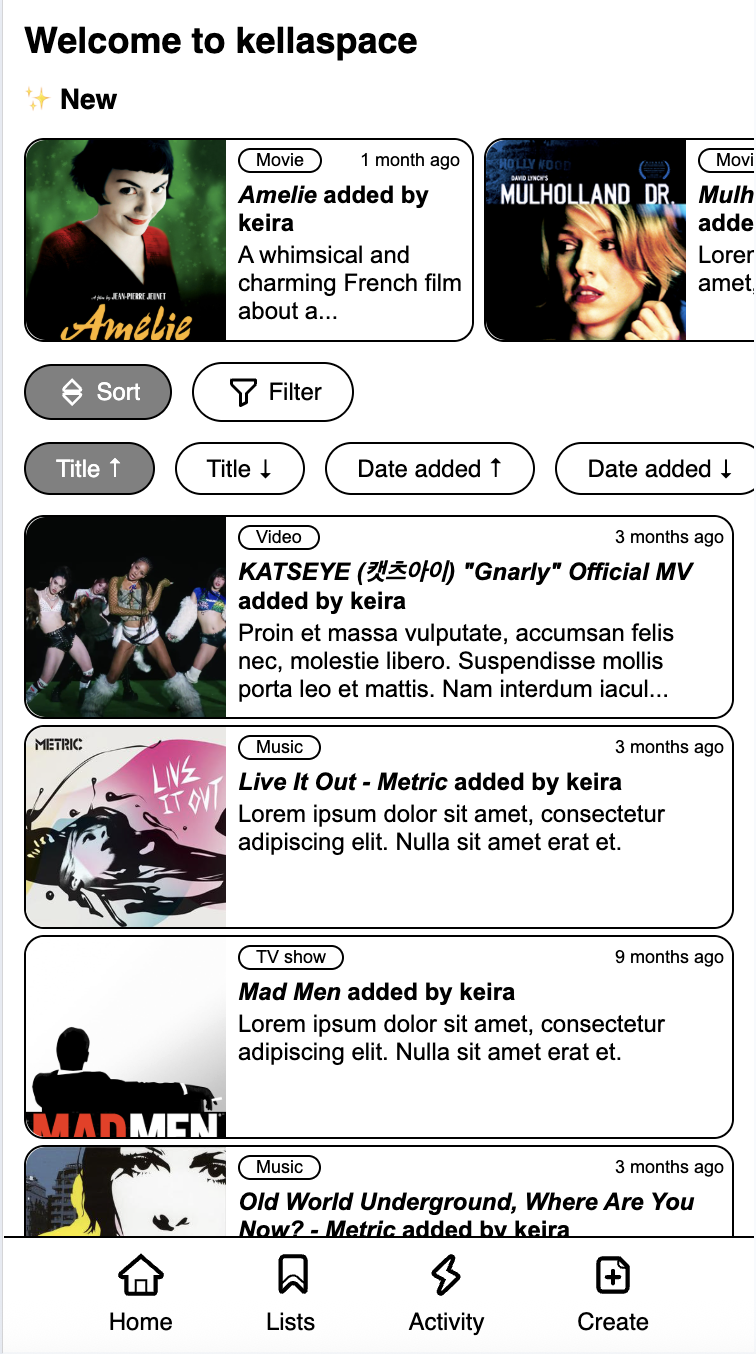 Welcome to kellaspace
✨ New
Movie
1 month ago
Amelie added by
keira
A whimsical and
charming French film
about a...
A film by JEAN-PIERRE JEUNET
Amélie
HOLLYWOOD
DAVID LYNCH'S
MULHOLLAND DR.
Movi
Mulh
adde
Lorer
amet,
Sort
Filter
Title ↑
Title ↓
Date added ↑
Date added ↓
Video
3 months ago
KATSEYE (캣츠아이) "Gnarly" Official MV
added by keira
Proin et massa vulputate, accumsan felis
nec, molestie libero. Suspendisse mollis
porta leo et mattis. Nam interdum iacul...
METRIC
LIVE
IT OUT
Music
3 months ago
Live It Out - Metric added by keira
Lorem ipsum dolor sit amet, consectetur
adipiscing elit. Nulla sit amet erat et.
MAD MEN
TV show
9 months ago
Mad Men added by keira
Lorem ipsum dolor sit amet, consectetur
adipiscing elit. Nulla sit amet erat et.
Music
3 months ago
Old World Underground, Where Are You
Now? - Metric added by keira
Home
Lists
Activity
Create